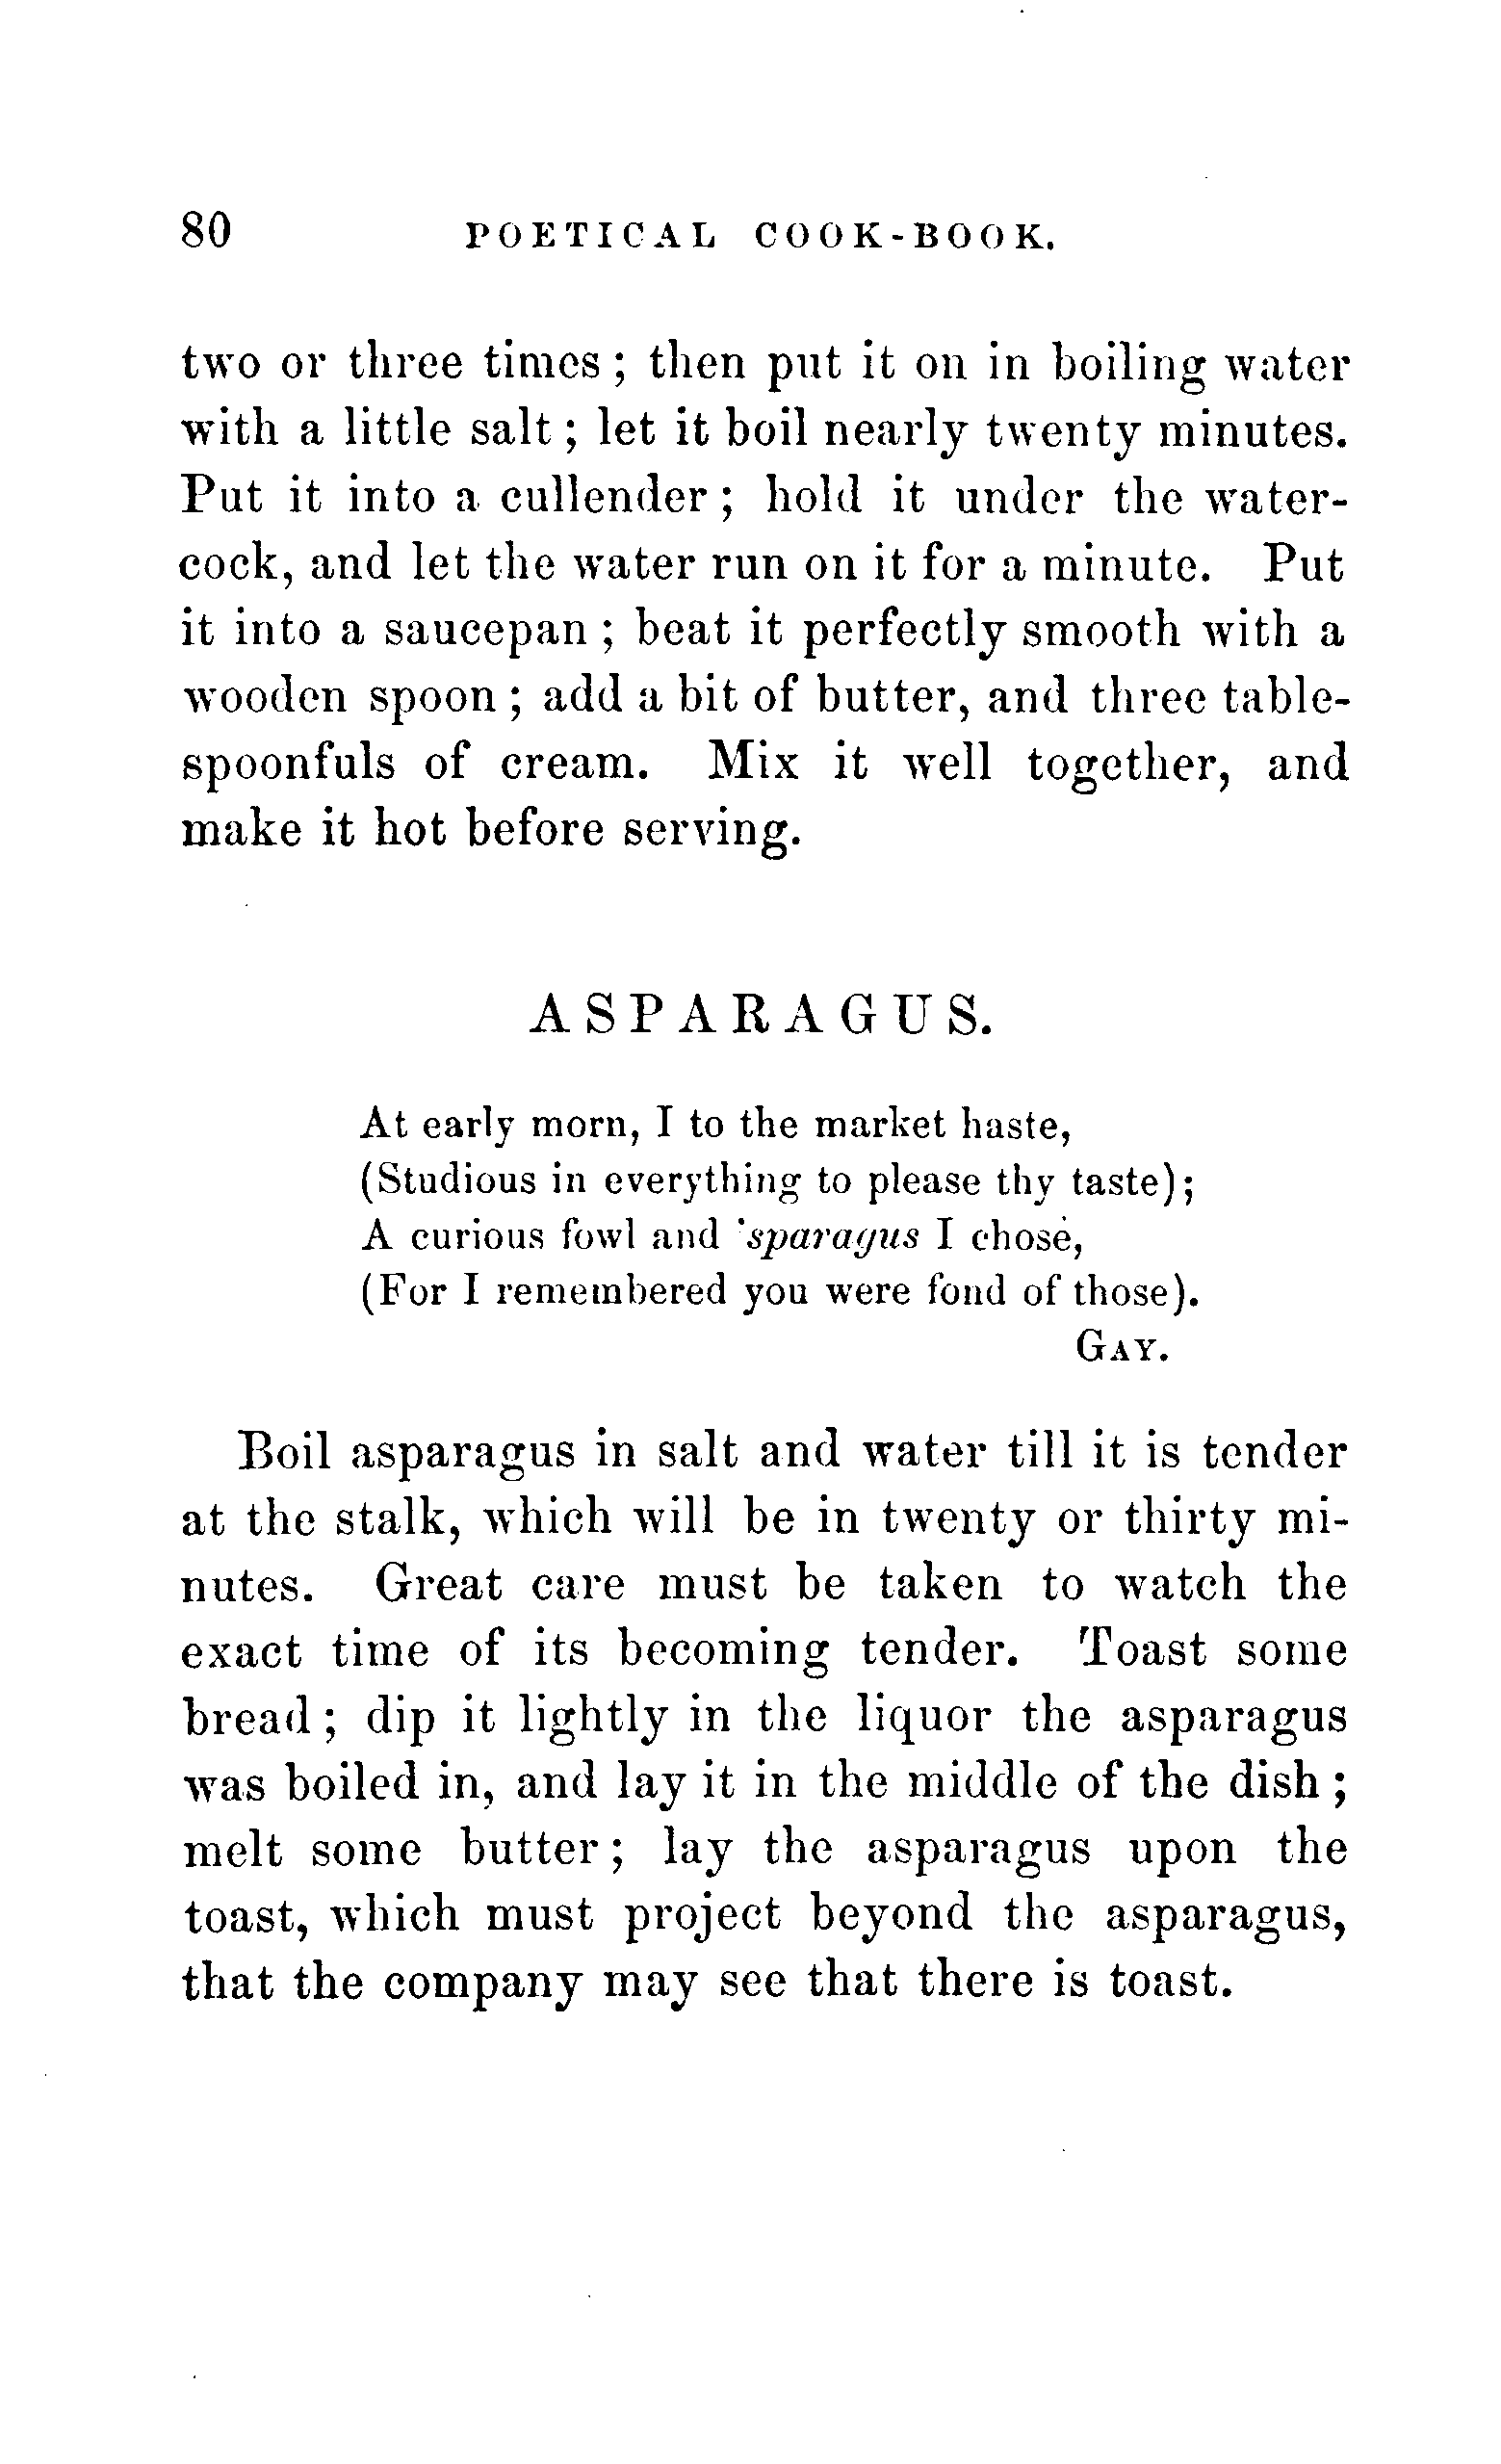 80 POETICAL COOK-BOOK.
two or three times; then put it on in boiling water
with a little salt; let it boil nearly twenty minutes.
Put it into a cullender; hold it under the water-
cock, and let the water run on it for a minute. Put
it into a saucepan; beat it perfectly smooth with a
wooden spoon; add a bit of butter, and three table-
spoonfuls of cream. Mix it well together, and
make it hot before serving.
ASPARAGUS.
At early morn, I to the market haste,
(Studious in everything to please thy taste);
A curious fowl and 'sparagus I chose,
(For I remembered you were fond of those).
GAY.
Boil asparagus in salt and water till it is tender
at the stalk, which will be in twenty or thirty mi-
nutes. Great care must be taken to watch the
exact time of its becoming tender. Toast some
bread; dip it lightly in the liquor the asparagus
was boiled in, and lay it in the middle of the dish;
melt some butter; lay the asparagus upon the
toast, which must project beyond the asparagus,
that the company may see that there is toast.